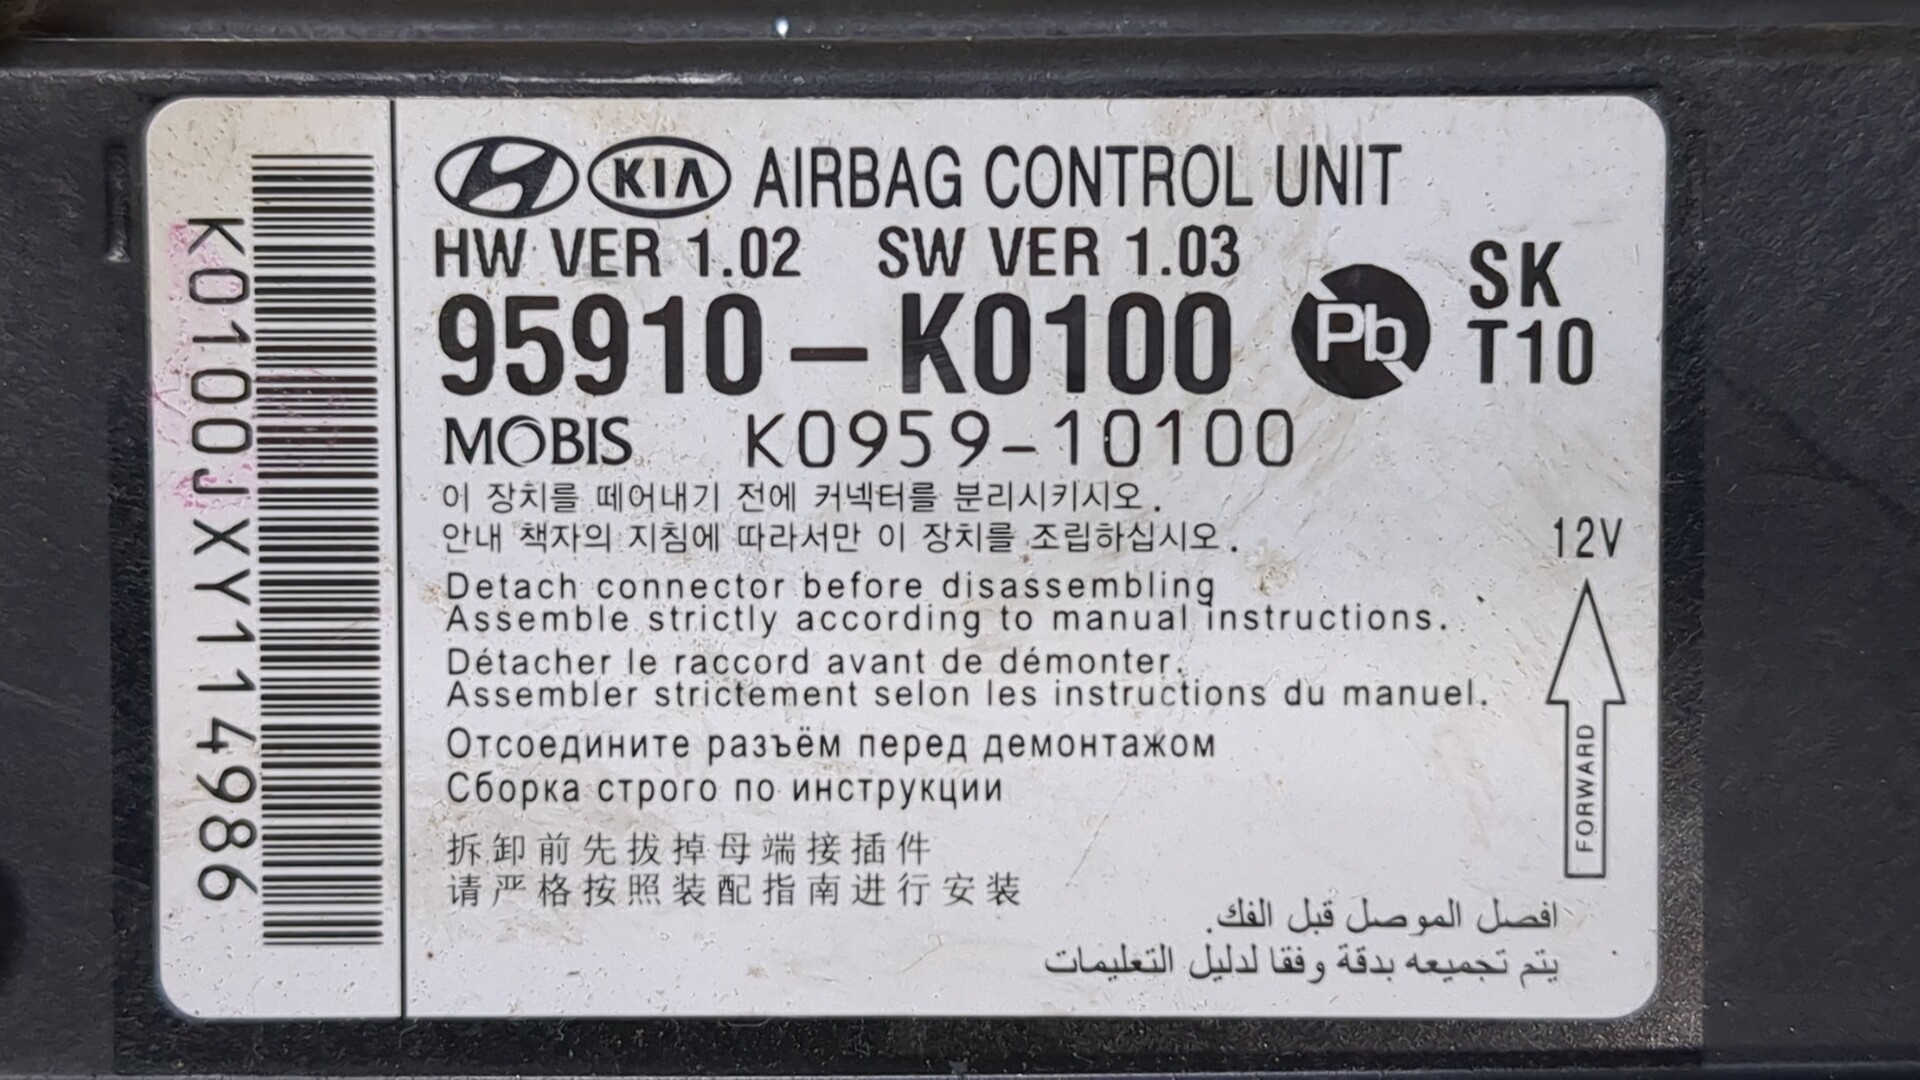 K0100JXY114986
KIA AIRBAG CONTROL UNIT
HW VER 1.02 SW VER 1.03
95910-K0100
Pb
SK
T10
MOBIS K0959-10100
이 장치를 떼어내기 전에 커넥터를 분리시키시오.
안내 책자의 지침에 따라서만 이 장치를 조립하십시오.
12V
FORWARD
Detach connector before disassembling
Assemble strictly according to manual instructions.
Détacher le raccord avant de démonter.
Assembler strictement selon les instructions du manuel.
Отсоедините разъём перед демонтажом
Сборка строго по инструкции
拆卸前先拔掉母端接插件
请严格按照装配指南进行安装
افصل الموصل قبل الفك.
يتم تجميعه بدقة وفقا لدليل التعليمات